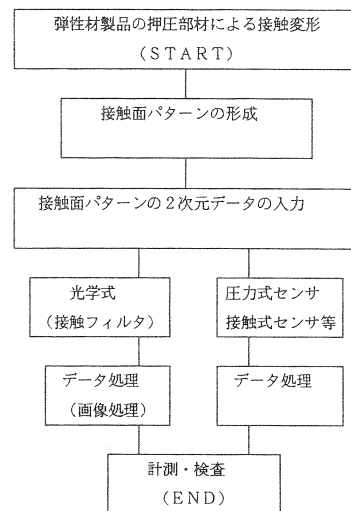 弾性材製品の押圧部材による接触変形
(START)
接触面パターンの形成
接触面パターンの2次元データの入力
光学式
(接触フィルタ)
圧力式センサ
接触式センサ等
データ処理
(画像処理)
データ処理
計測・検査
(END)